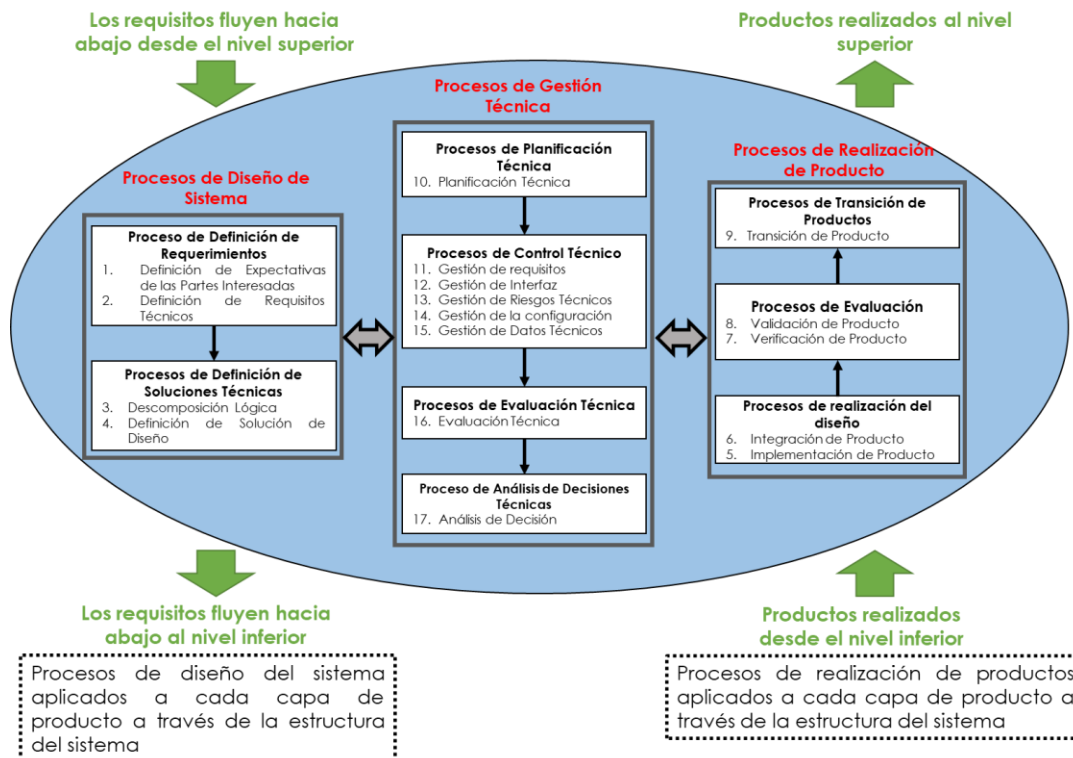 Los requisitos fluyen hacia
abajo desde el nivel superior
Productos realizados al nivel
superior
Procesos de Gestión
Técnica
Procesos de Diseño de
Sistema
Proceso de Definición de
Requerimientos
1. Definición de Expectativas
de las Partes Interesadas
2. Definición de Requisitos
Técnicos
Procesos de Definición de
Soluciones Técnicas
3. Descomposición Lógica
4. Definición de Solución de
Diseño
Procesos de Planificación
Técnica
10. Planificación Técnica
Procesos de Control Técnico
11. Gestión de requisitos
12. Gestión de Interfaz
13. Gestión de Riesgos Técnicos
14. Gestión de la configuración
15. Gestión de Datos Técnicos
Procesos de Evaluación Técnica
16. Evaluación Técnica
Proceso de Análisis de Decisiones
Técnicas
17. Análisis de Decisión
Procesos de Realización
de Producto
Procesos de Transición de
Productos
9. Transición de Producto
Procesos de Evaluación
8. Validación de Producto
7. Verificación de Producto
Procesos de realización del
diseño
6. Integración de Producto
5. Implementación de Producto
Los requisitos fluyen hacia
abajo al nivel inferior
Productos realizados
desde el nivel inferior
Procesos de diseño del sistema
aplicados a cada capa de
producto a través de la estructura
del sistema
Procesos de realización de productos
aplicados a cada capa de producto a
través de la estructura del sistema